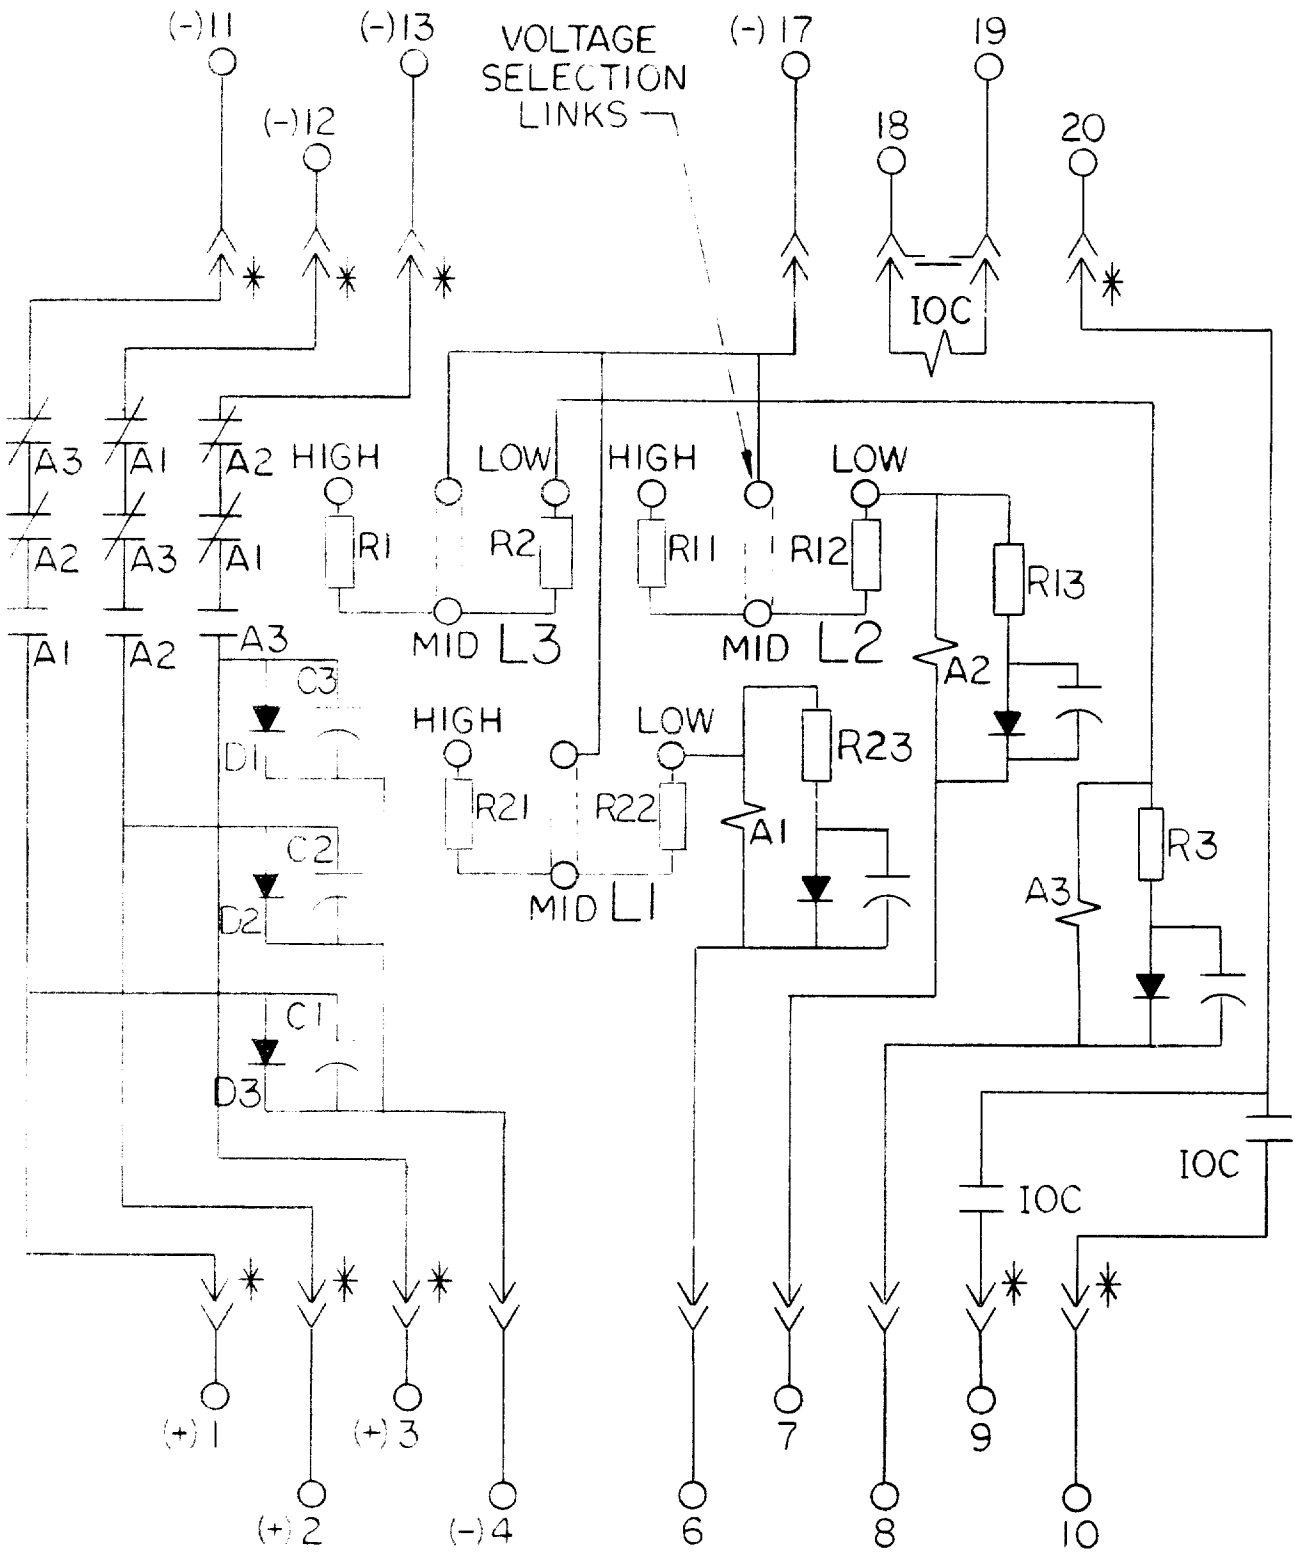 (-)11
(-)13
VOLTAGE
SELECTION
LINKS
(-)17
19
(-)12
18
20
*
*
*
*
IOC
A3
A1
A2
HIGH
LOW
HIGH
LOW
A2
A3
A1
R1
R2
R11
R12
R13
A1
A2
A3
MID L3
MID L2
A2
C3
D1
HIGH
LOW
R23
R21
R22
A1
C2
D2
MID L1
R3
A3
C1
D3
IOC
IOC
*
*
*
*
*
(+)1
(+)3
7
9
(+)2
(-)4
6
8
10